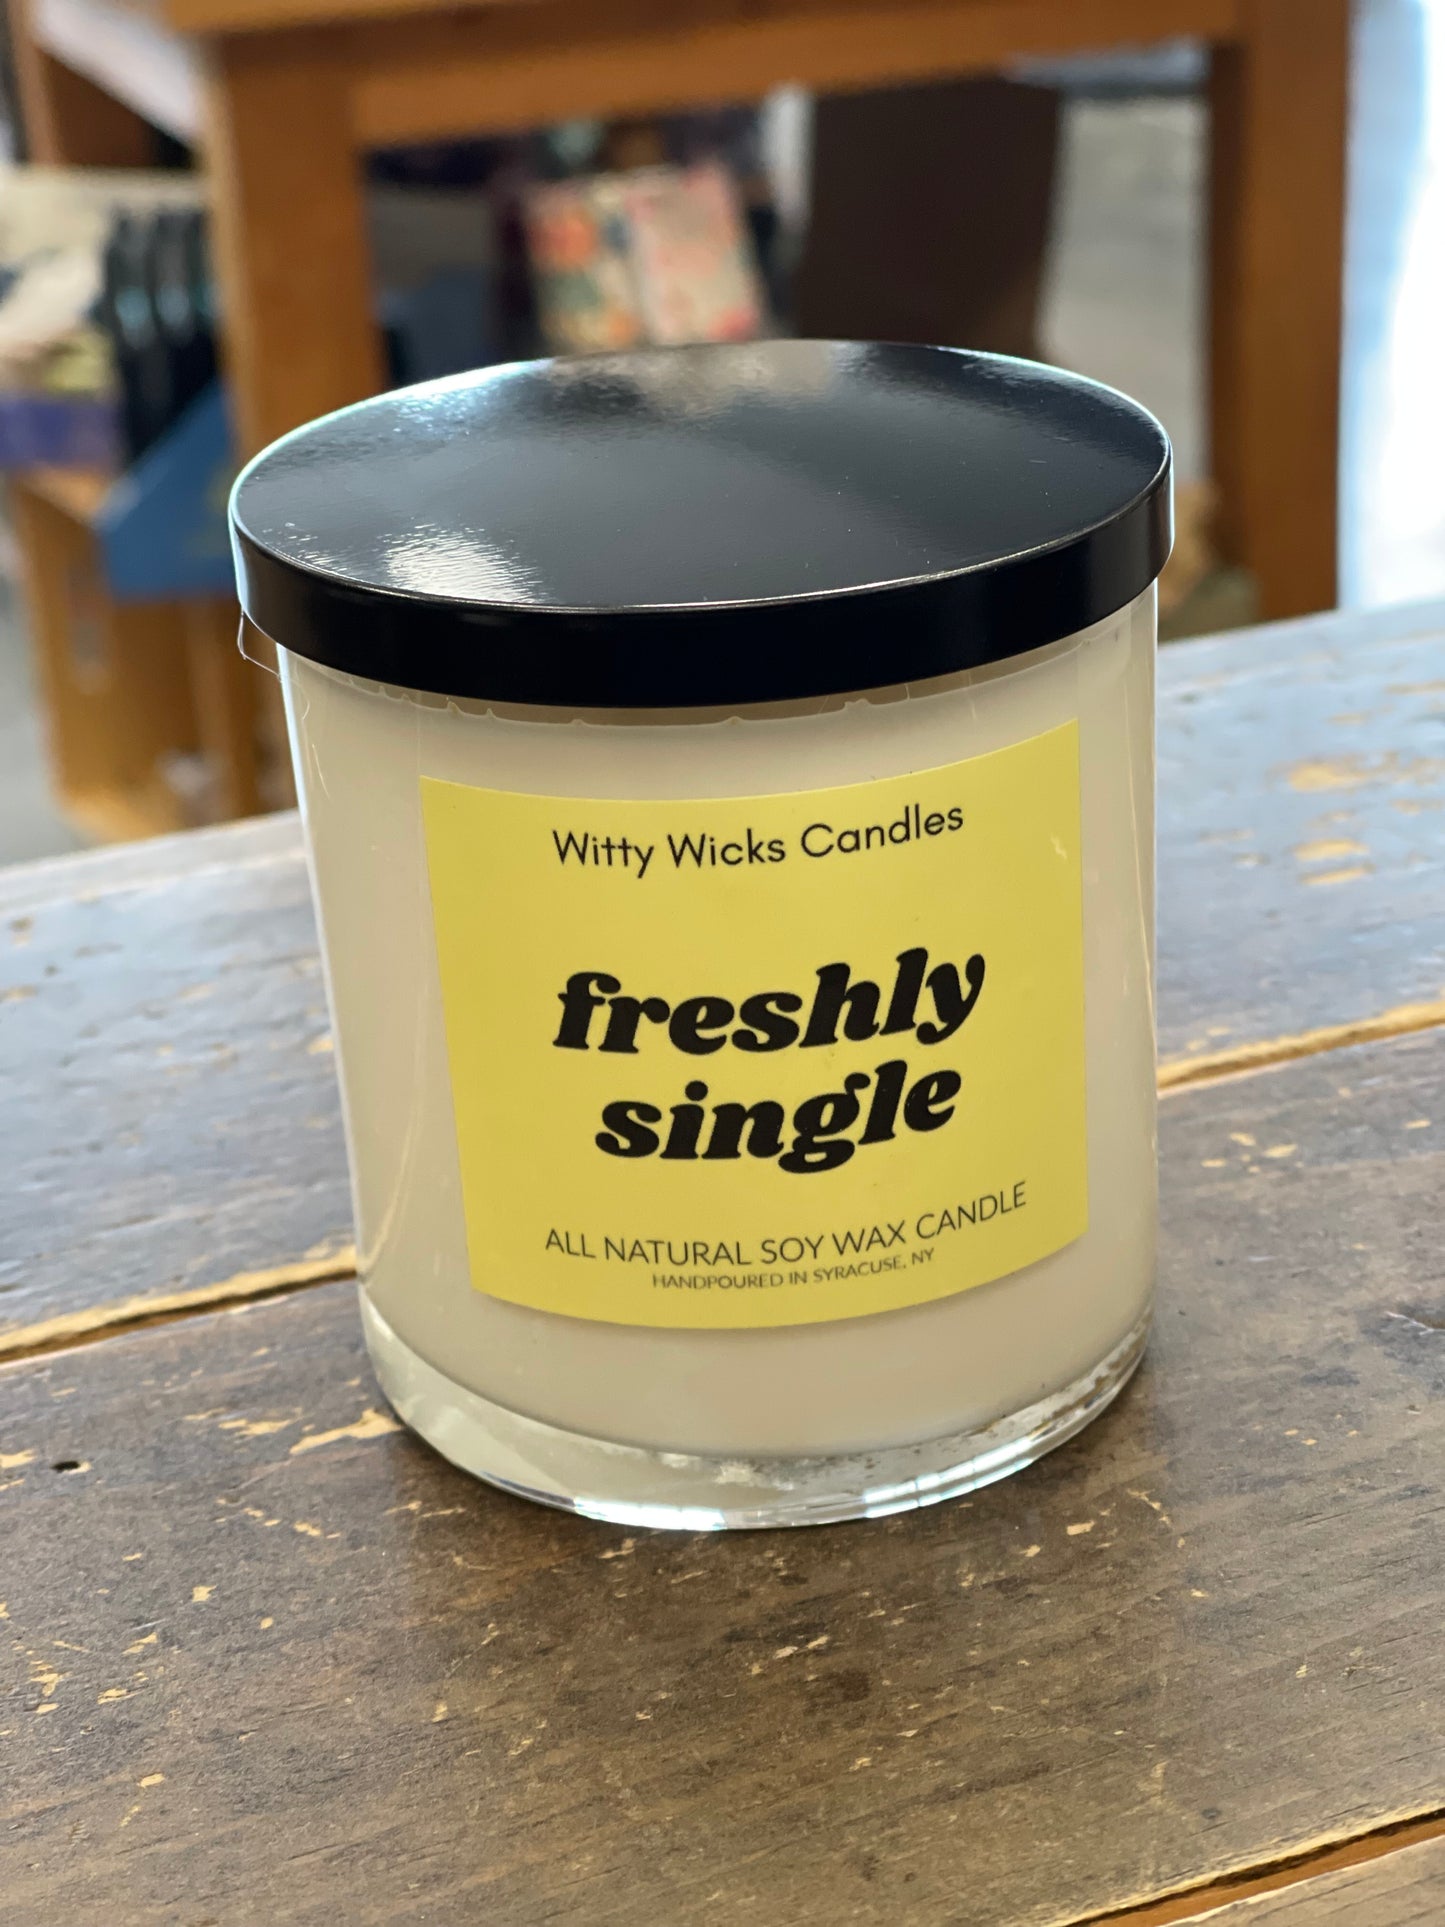 Witty Wicks Candles
freshly
single
ALL NATURAL SOY WAX CANDLE
HANDPOURED IN SYRACUSE, NY